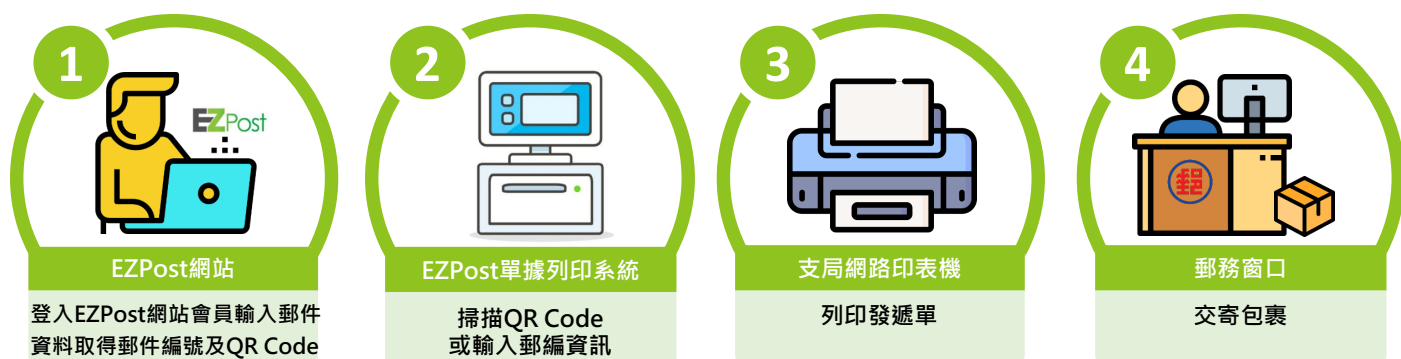 1
EZPost
EZPost網站
登入EZPost網站會員輸入郵件
資料取得郵件編號及QR Code
2
EZPost單據列印系統
掃描QR Code
或輸入郵編資訊
3
支局網路印表機
列印發遞單
4
郵
郵務窗口
交寄包裹